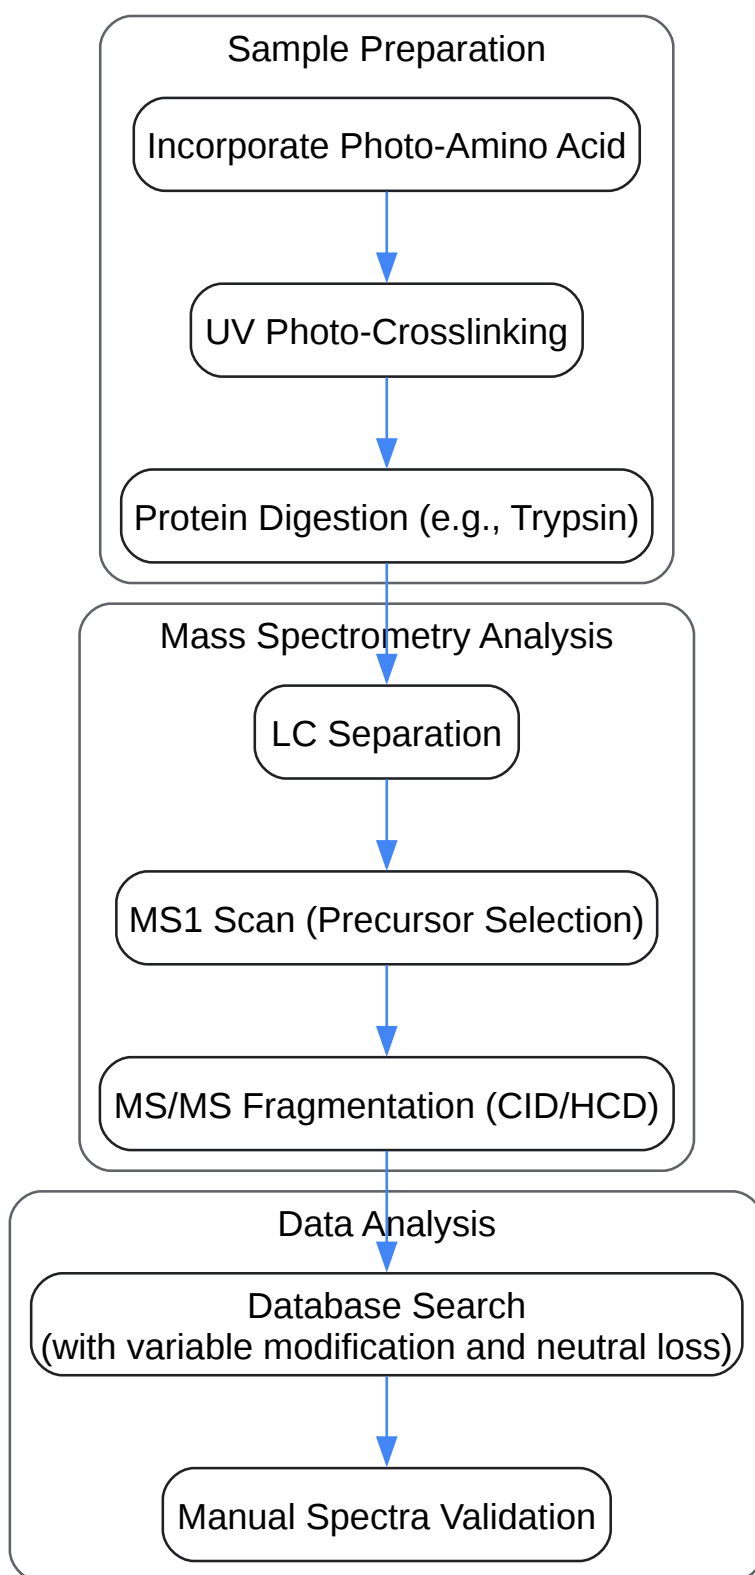 Sample Preparation
Incorporate Photo-Amino Acid
UV Photo-Crosslinking
Protein Digestion (e.g., Trypsin)
Mass Spectrometry Analysis
LC Separation
MS1 Scan (Precursor Selection)
MS/MS Fragmentation (CID/HCD)
Data Analysis
Database Search
(with variable modification and neutral loss)
Manual Spectra Validation